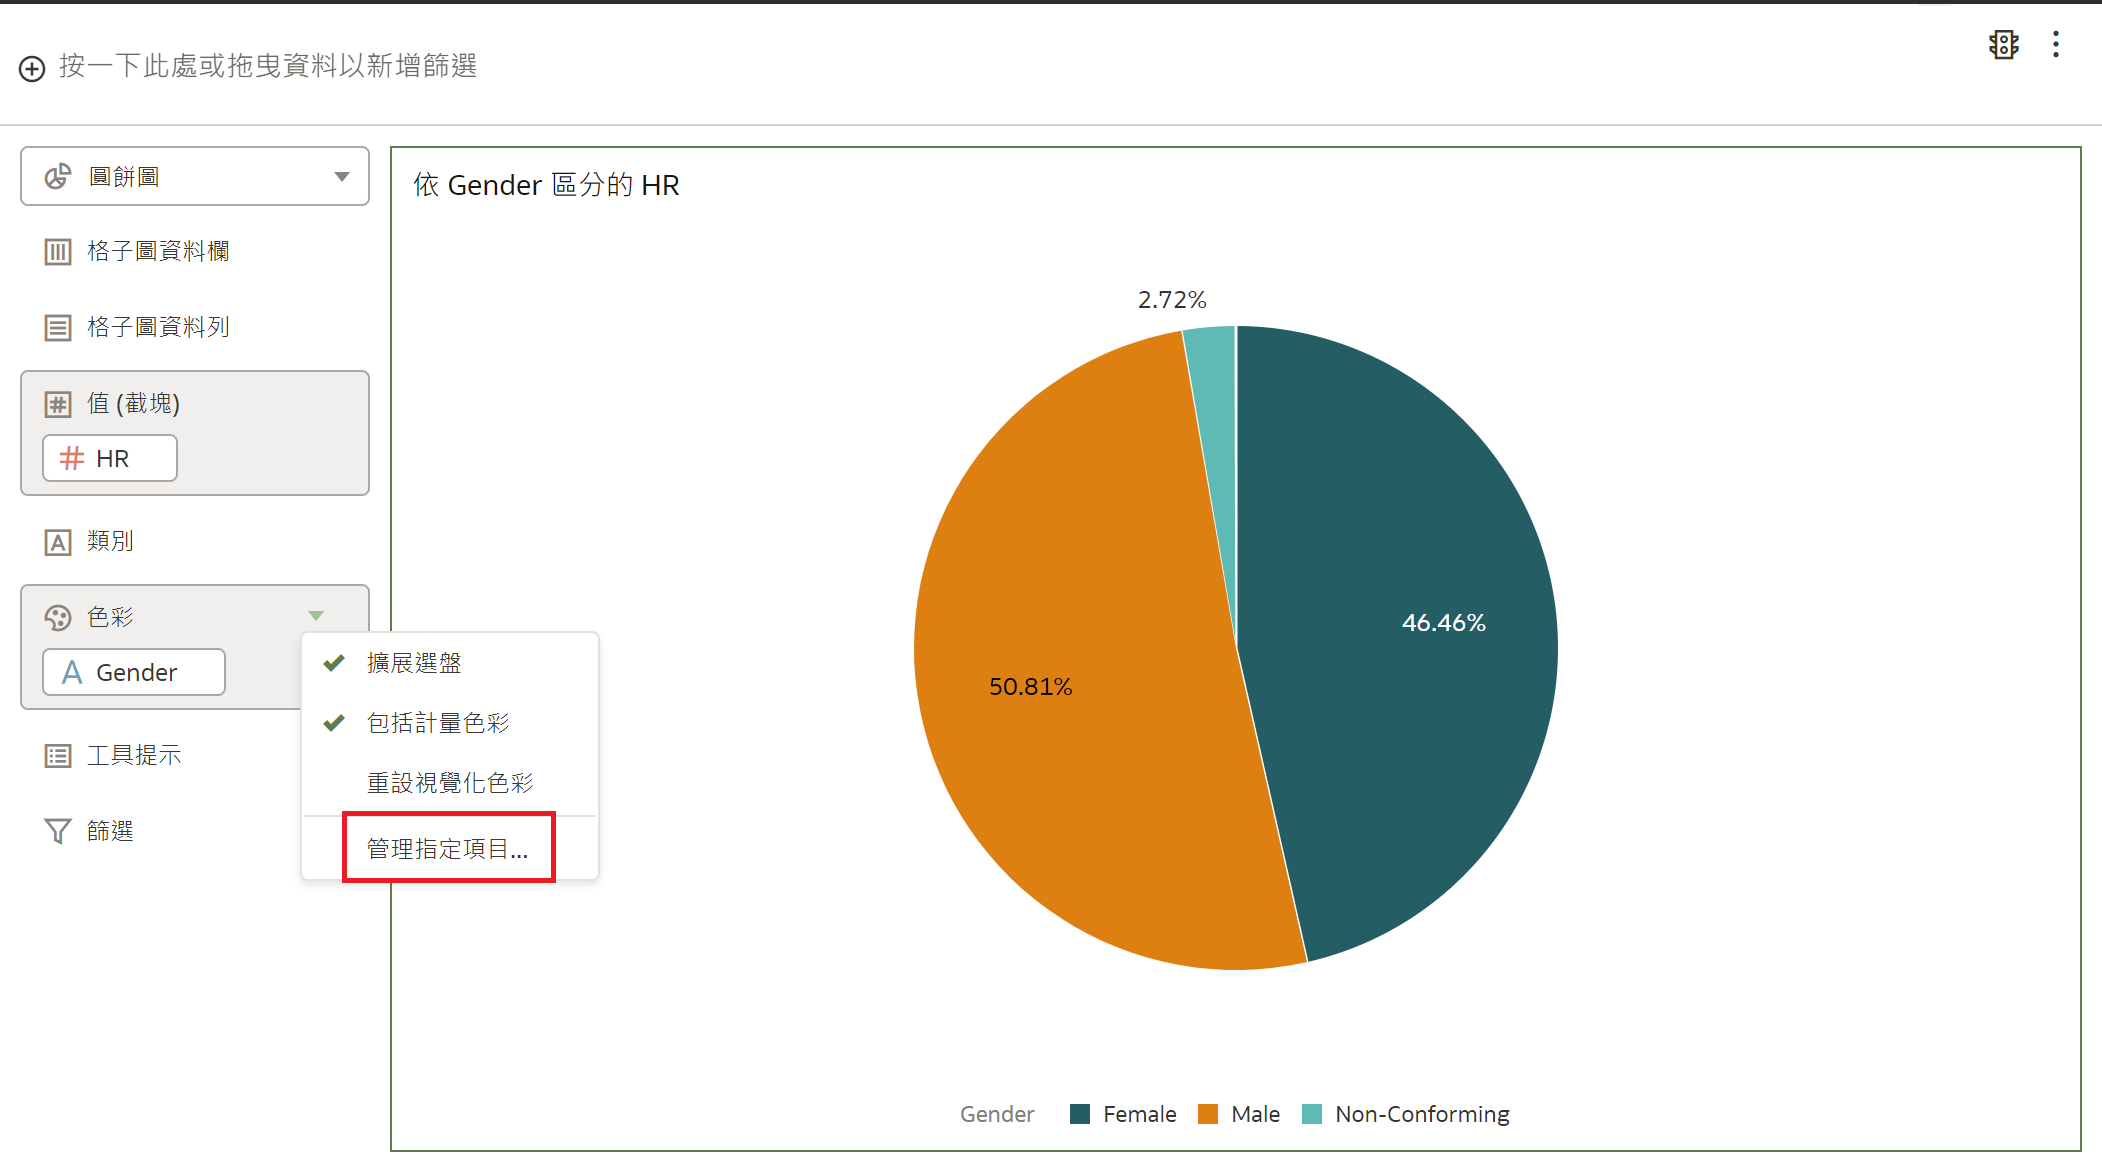 按一下此處或拖曳資料以新增篩選
圓餅圖
格子圖資料欄
格子圖資料列
值 (截塊)
# HR
類別
色彩
A Gender
擴展選盤
包括計量色彩
重設視覺化色彩
管理指定項目...
工具提示
篩選
依 Gender 區分的 HR
2.72%
46.46%
50.81%
Gender Female Male Non-Conforming